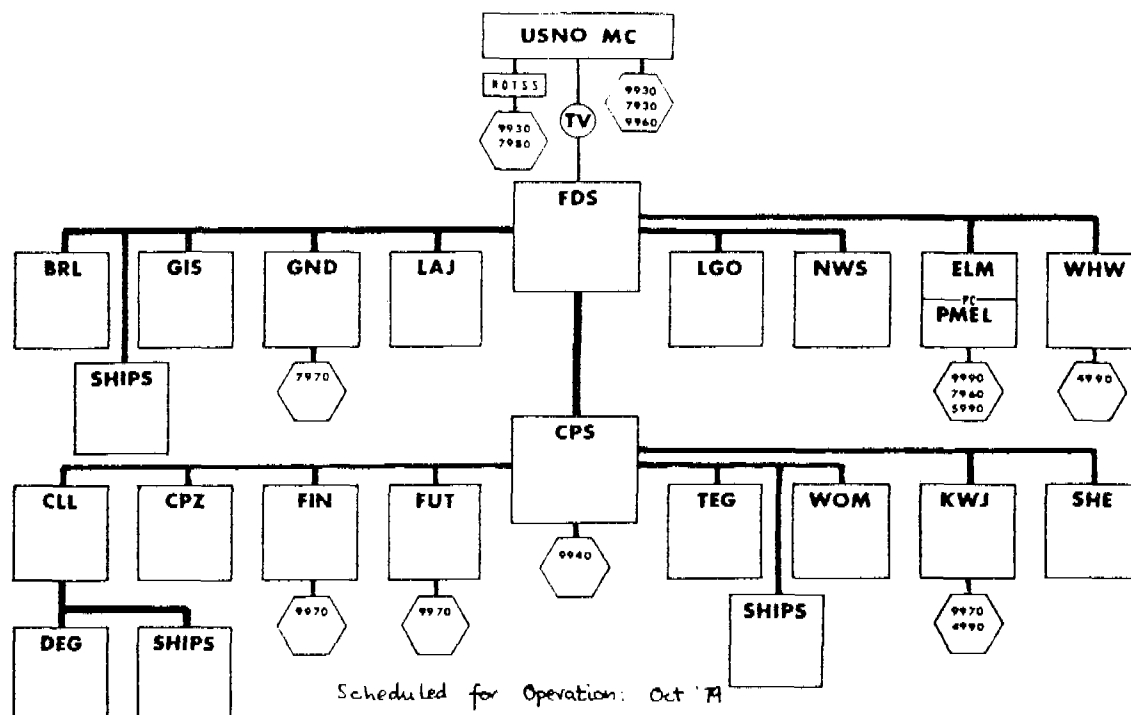 USNO MC
NOTSS
9930
7980
TV
9930
7930
9960
FDS
BRL
GIS
GND
LAJ
LGO
NWS
ELM
PC
PMEL
WHW
SHIPS
7970
9990
7960
5990
4990
CPS
CLL
CPZ
FIN
FUT
TEG
WOM
KWJ
SHE
9940
9970
9970
9970
4990
DEG
SHIPS
SHIPS
Scheduled for Operation: Oct '79